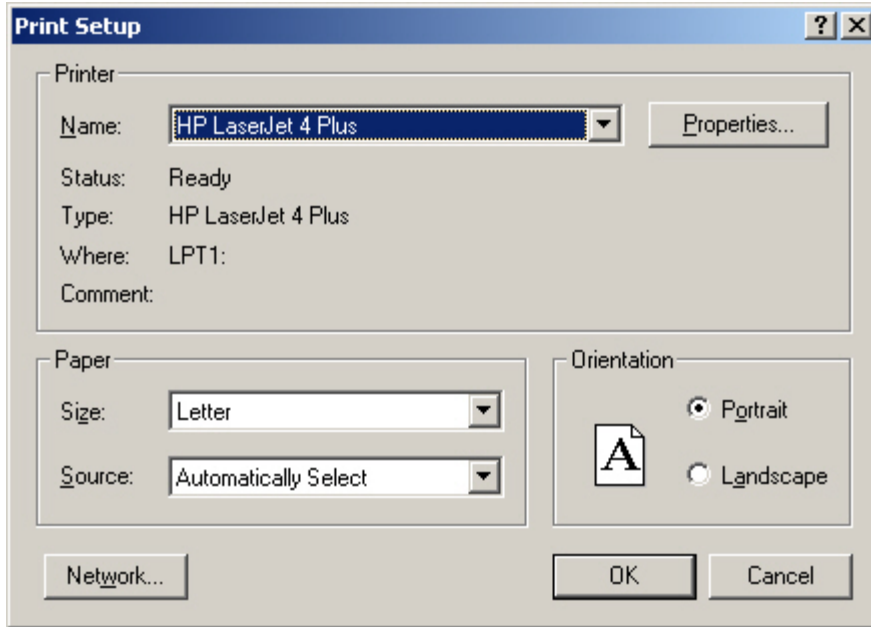 Print Setup
Printer
Name: HP LaserJet 4 Plus Properties...
Status: Ready
Type: HP LaserJet 4 Plus
Where: LPT1:
Comment:
Paper
Size: Letter
Source: Automatically Select
Orientation
A
Portrait
Landscape
Network... OK Cancel